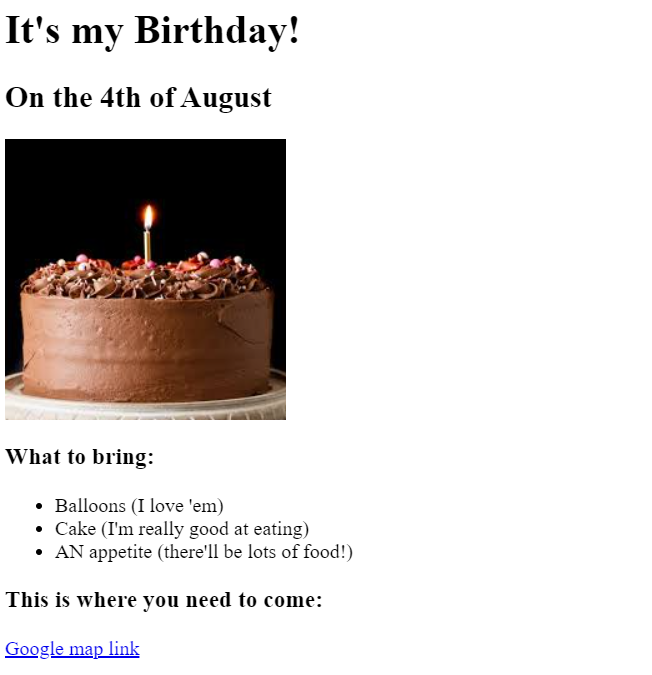 It's my Birthday!
On the 4th of August
What to bring:
Balloons (I love 'em)
Cake (I'm really good at eating)
AN appetite (there'll be lots of food!)
This is where you need to come:
Google map link